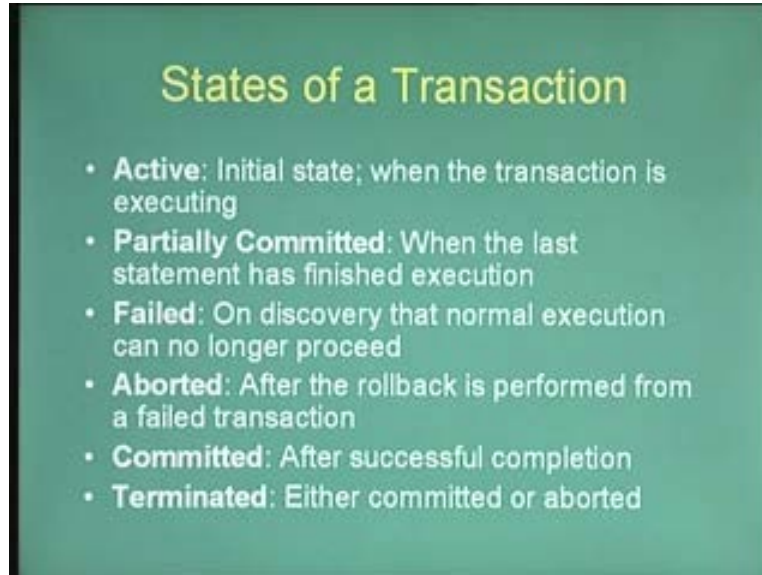 States of a Transaction
• Active: Initial state; when the transaction is
executing
• Partially Committed: When the last
statement has finished execution
• Failed: On discovery that normal execution
can no longer proceed
• Aborted: After the rollback is performed from
a failed transaction
• Committed: After successful completion
• Terminated: Either committed or aborted